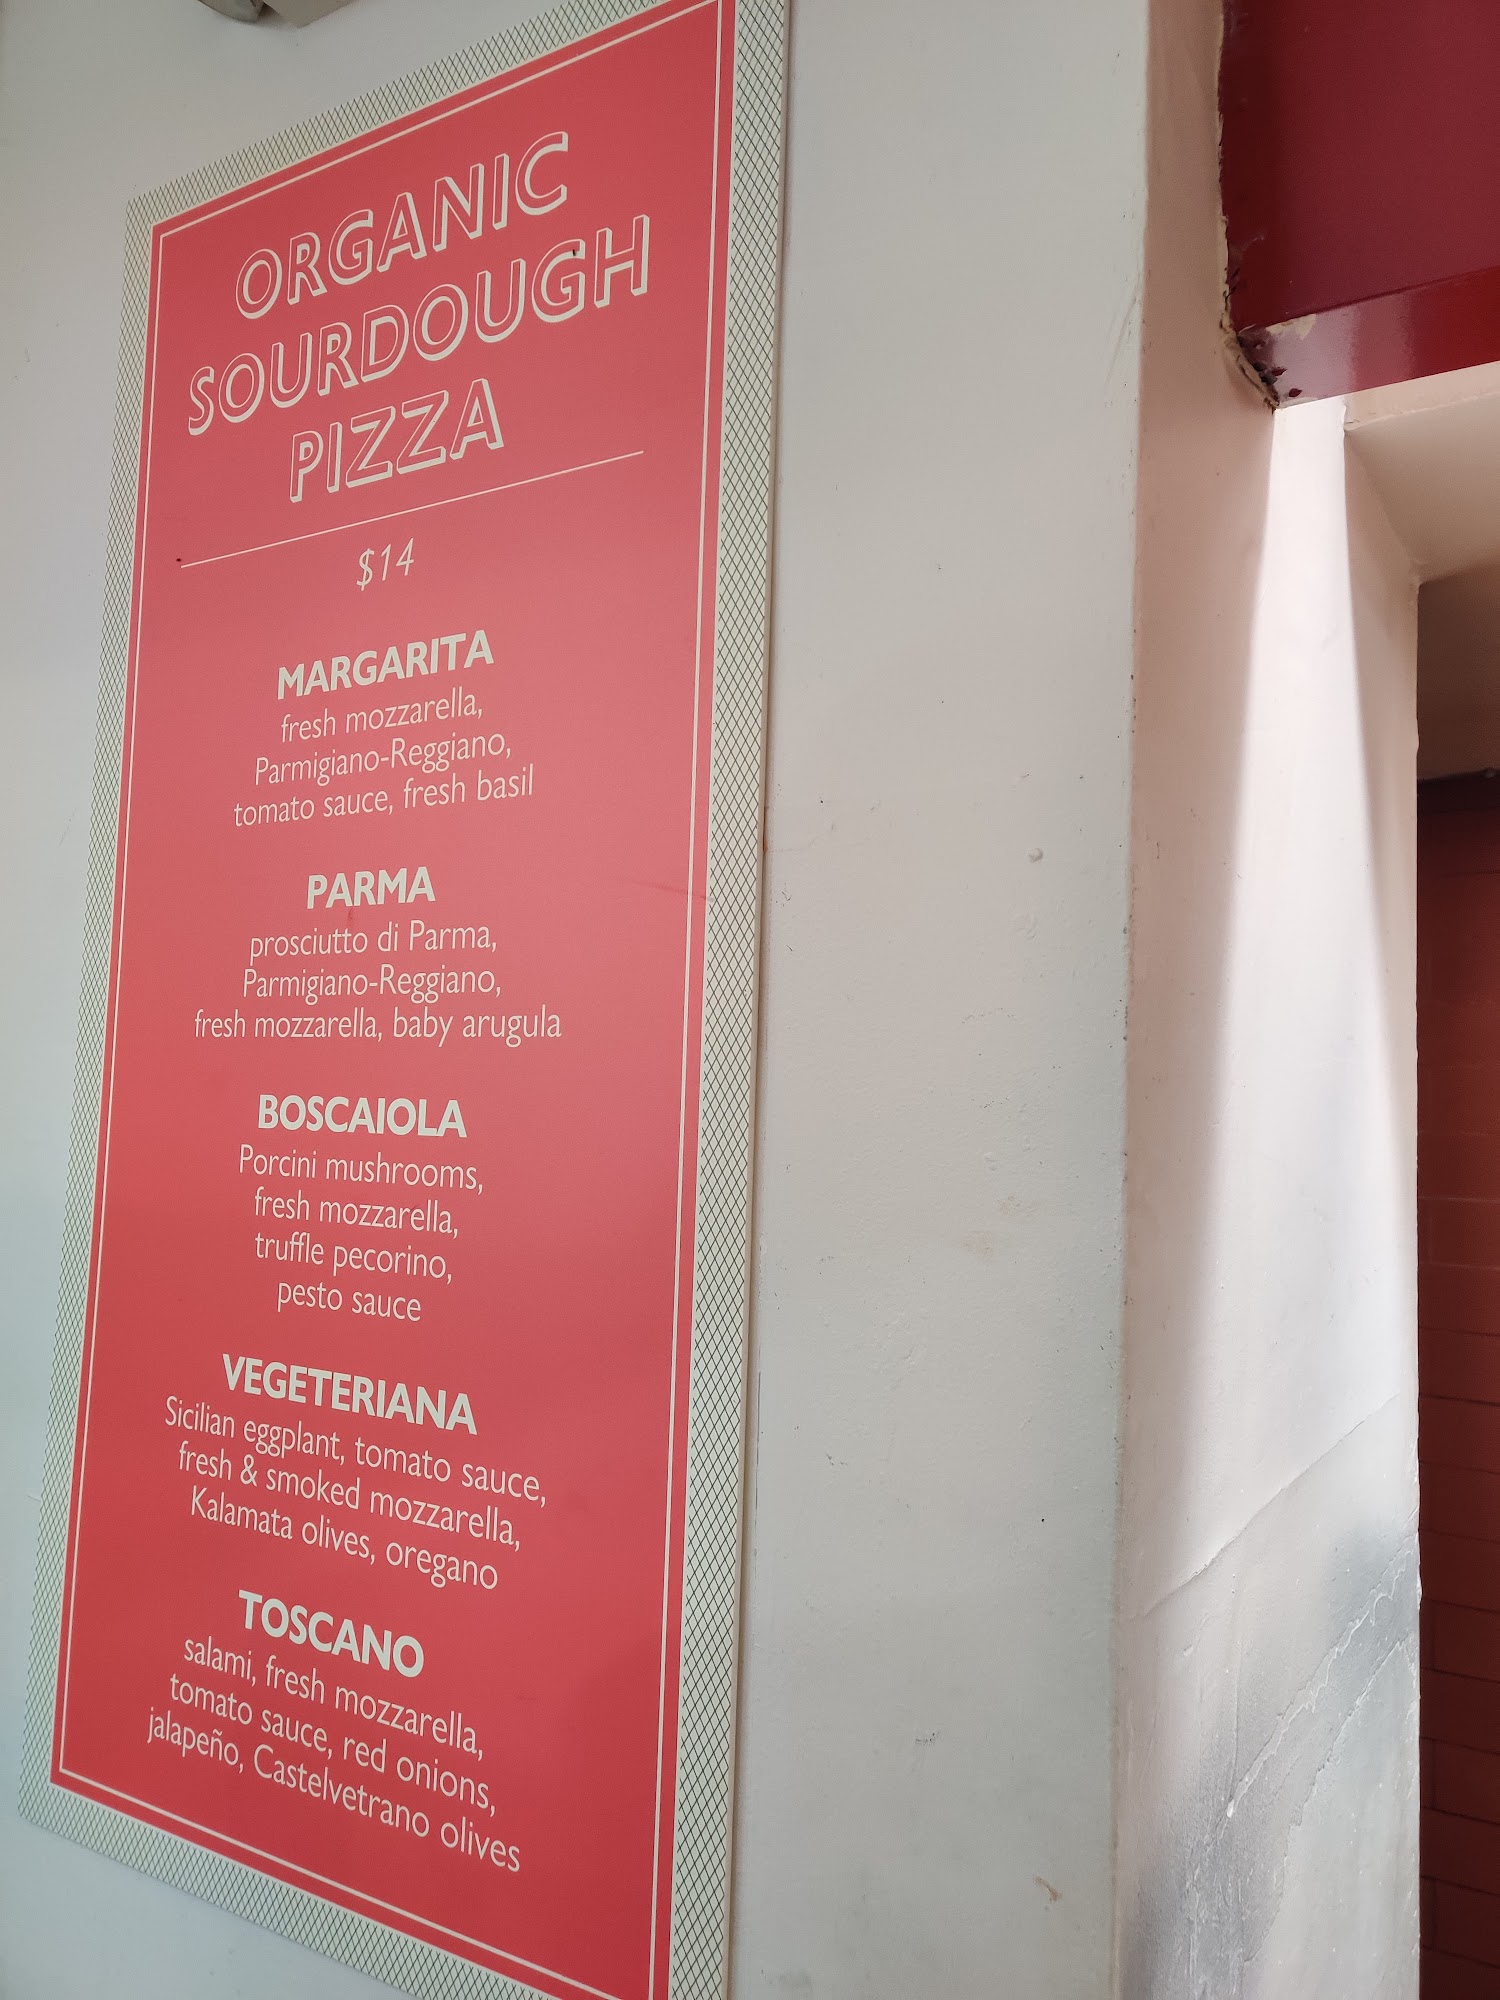 ORGANIC
SOURDOUGH
PIZZA
$14
MARGARITA
fresh mozzarella,
Parmigiano-Reggiano,
tomato sauce, fresh basil
PARMA
prosciutto di Parma,
Parmigiano-Reggiano,
fresh mozzarella, baby arugula
BOSCAIOLA
Porcini mushrooms,
fresh mozzarella,
truffle pecorino,
pesto sauce
VEGETERIANA
Sicilian eggplant, tomato sauce,
fresh & smoked mozzarella,
Kalamata olives, oregano
TOSCANO
salami, fresh mozzarella,
tomato sauce, red onions,
jalapeño, Castelvetrano olives